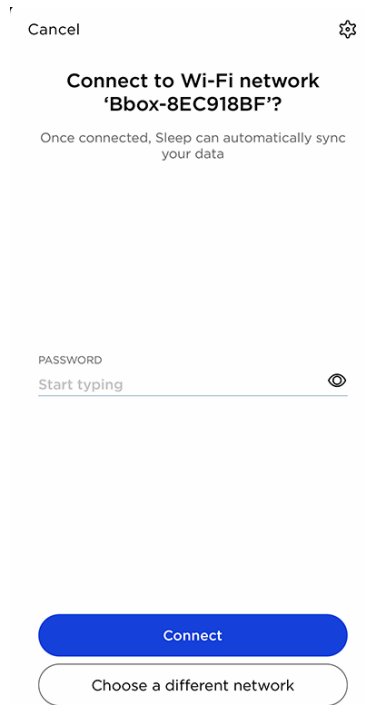 Cancel
Connect to Wi-Fi network
‘Bbox-8EC918BF’?
Once connected, Sleep can automatically sync
your data
PASSWORD
Start typing
Connect
Choose a different network